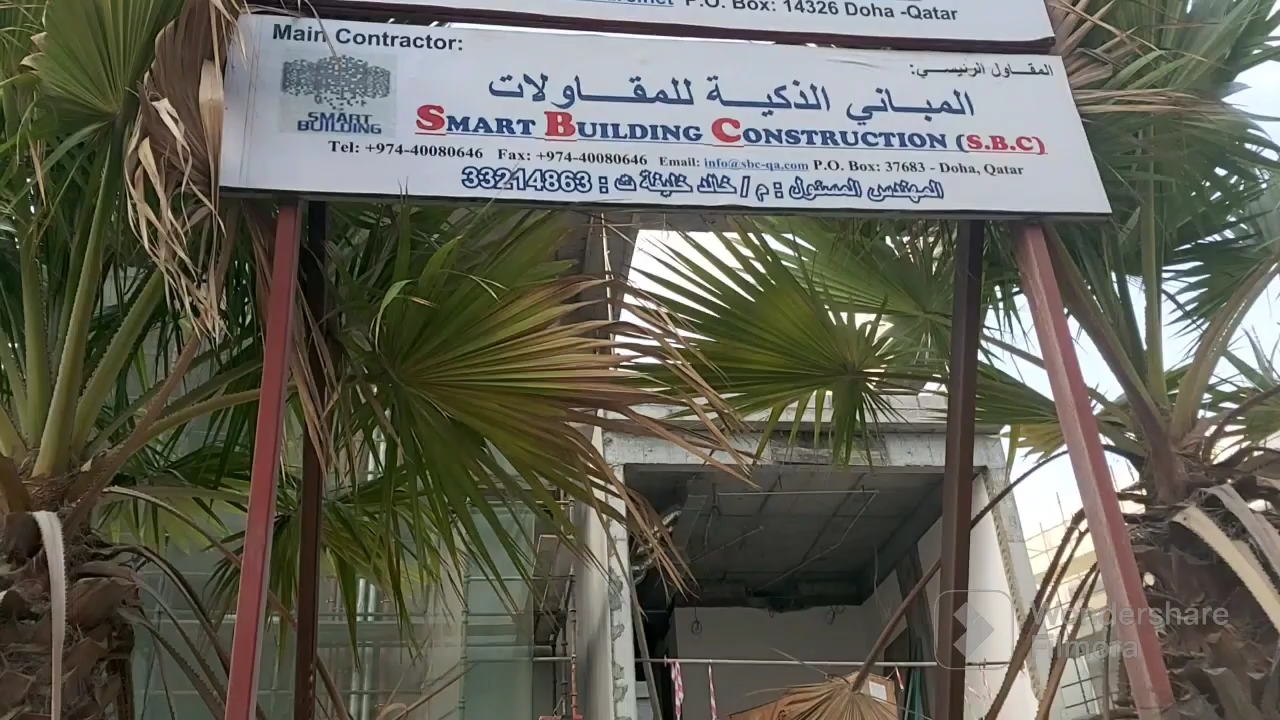 P.O. Box: 14326 Doha -Qatar
Main Contractor:
المقاول الرئيسي:
SMART
BUILDING
المباني الذكية للمقاولات
SMART BUILDING CONSTRUCTION (S.B.C)
Tel: +974-40080646 Fax: +974-40080646 Email: info@sbc-qa.com P.O. Box: 37683 - Doha, Qatar
المهندس المسئول : م / خالد خليفة ت : 33214863
Wondershare
Filmora